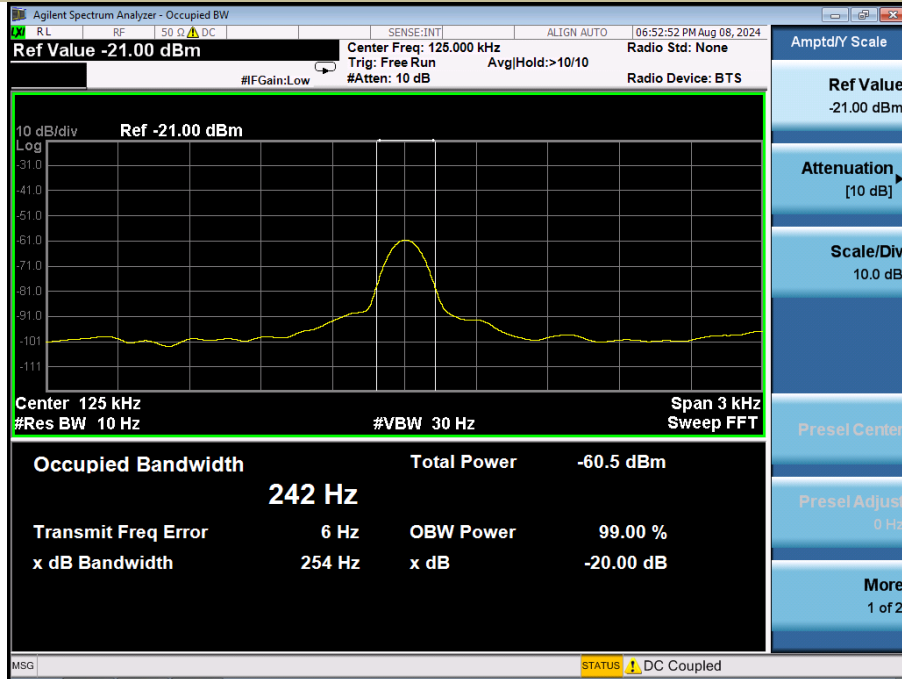 Agilent Spectrum Analyzer - Occupied BW
LXI RL RF 50 Ω DC SENSE:INT ALIGN AUTO 06:52:52 PM Aug 08, 2024
Ref Value -21.00 dBm
Center Freq: 125.000 kHz
Radio Std: None
Trig: Free Run Avg|Hold:>10/10
#IFGain:Low #Atten: 10 dB Radio Device: BTS
10 dB/div Ref -21.00 dBm
Log
-31.0
-41.0
-51.0
-61.0
-71.0
-81.0
-91.0
-101
-111
Center 125 kHz Span 3 kHz
#Res BW 10 Hz #VBW 30 Hz Sweep FFT
Occupied Bandwidth Total Power -60.5 dBm
242 Hz
Transmit Freq Error 6 Hz OBW Power 99.00 %
x dB Bandwidth 254 Hz x dB -20.00 dB
MSG STATUS DC Coupled
Amptd/Y Scale
Ref Value
-21.00 dBm
Attenuation
[10 dB]
Scale/Div
10.0 dB
Presel Center
Presel Adjust
0 Hz
More
1 of 2